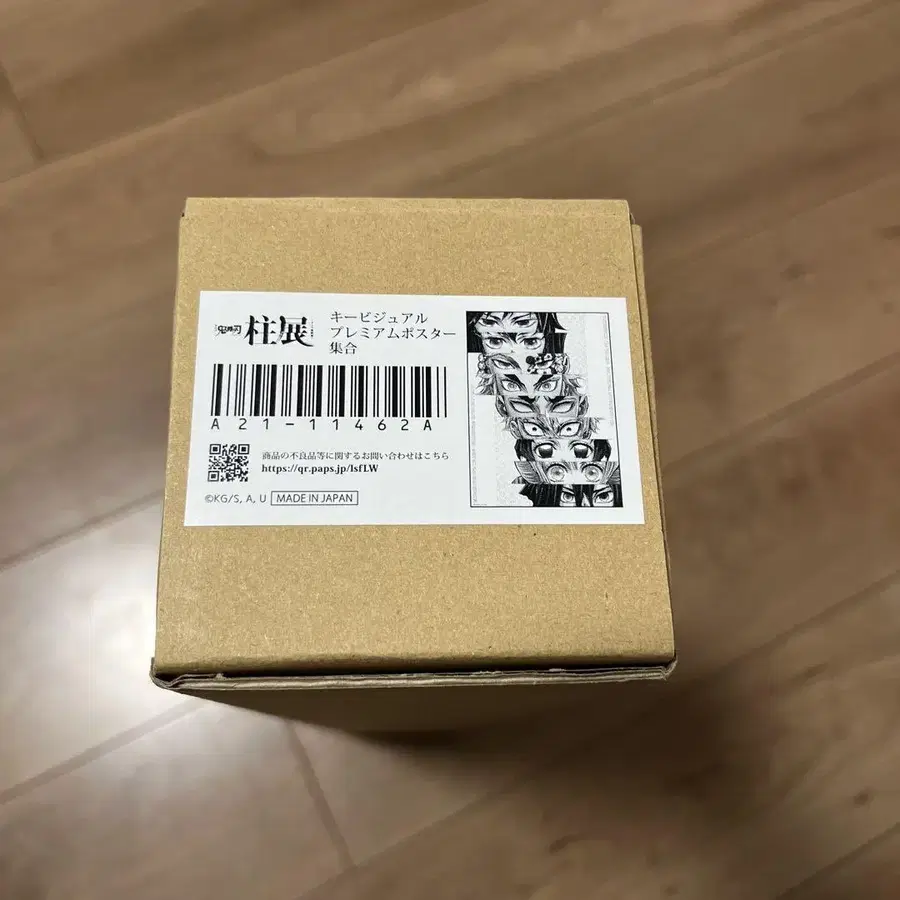 鬼滅の刃 柱展
キービジュアル
プレミアムポスター
集合
A21-11462A
商品の不良品等に関するお問い合わせはこちら
https://qr.paps.jp/lsfLW
©KG/S, A, U MADE IN JAPAN